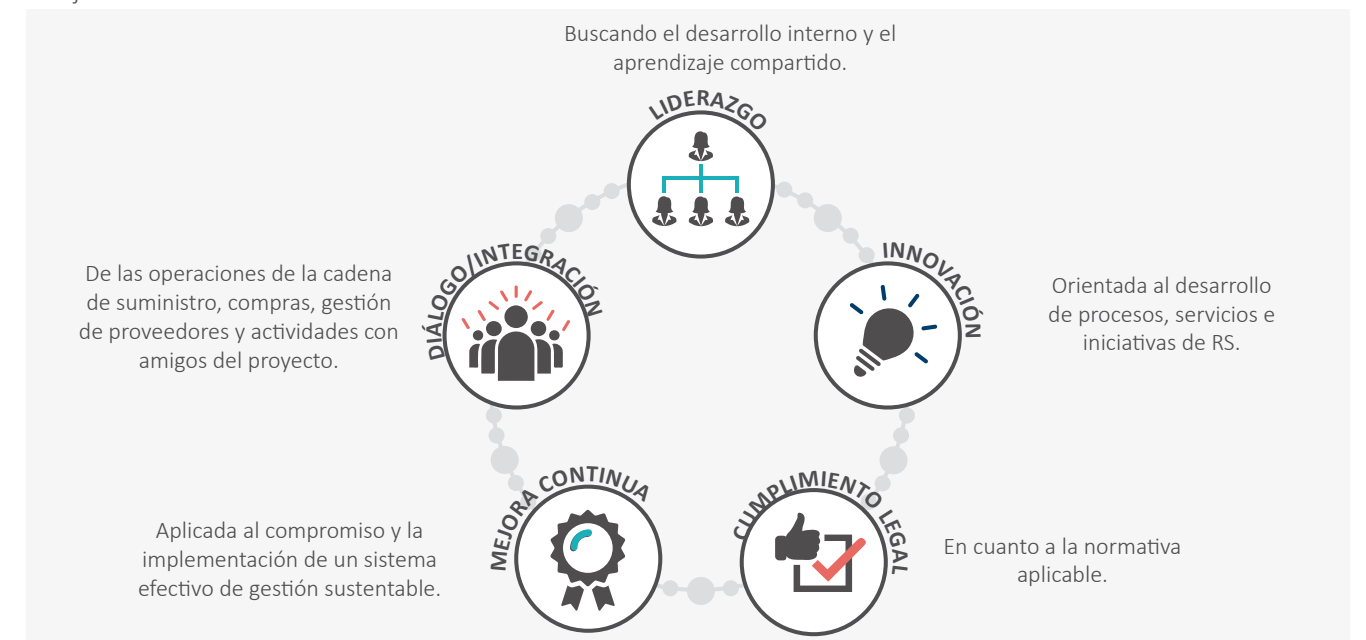 Buscando el desarrollo interno y el
aprendizaje compartido.
LIDERAZGO
INNOVACIÓN
Orientada al desarrollo
de procesos, servicios e
iniciativas de RS.
CUMPLIMIENTO LEGAL
En cuanto a la normativa
aplicable.
MEJORA CONTINUA
Aplicada al compromiso y la
implementación de un sistema
efectivo de gestión sustentable.
DIÁLOGO/INTEGRACIÓN
De las operaciones de la cadena
de suministro, compras, gestión
de proveedores y actividades con
amigos del proyecto.